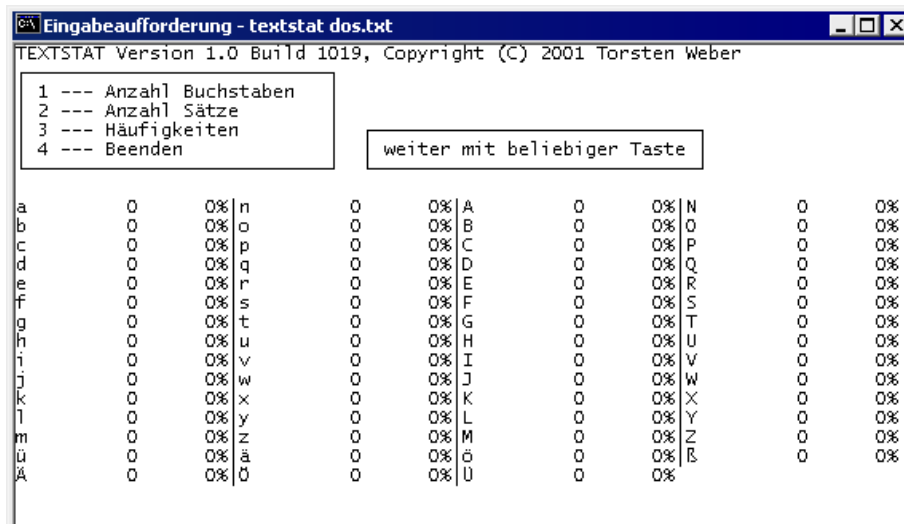 Eingabeaufforderung - textstat dos.txt
TEXTSTAT Version 1.0 Build 1019, Copyright (C) 2001 Torsten Weber
1 --- Anzahl Buchstaben
2 --- Anzahl Sätze
3 --- Häufigkeiten
4 --- Beenden
weiter mit beliebiger Taste
a 0 0% n 0 0% A 0 0% N 0 0%
b 0 0% o 0 0% B 0 0% O 0 0%
c 0 0% p 0 0% C 0 0% P 0 0%
d 0 0% q 0 0% D 0 0% Q 0 0%
e 0 0% r 0 0% E 0 0% R 0 0%
f 0 0% s 0 0% F 0 0% S 0 0%
g 0 0% t 0 0% G 0 0% T 0 0%
h 0 0% u 0 0% H 0 0% U 0 0%
i 0 0% v 0 0% I 0 0% V 0 0%
j 0 0% w 0 0% J 0 0% W 0 0%
k 0 0% x 0 0% K 0 0% X 0 0%
l 0 0% y 0 0% L 0 0% Y 0 0%
m 0 0% z 0 0% M 0 0% Z 0 0%
ü 0 0% ä 0 0% ö 0 0% ß 0 0%
Ä 0 0% Ö 0 0% Ü 0 0%